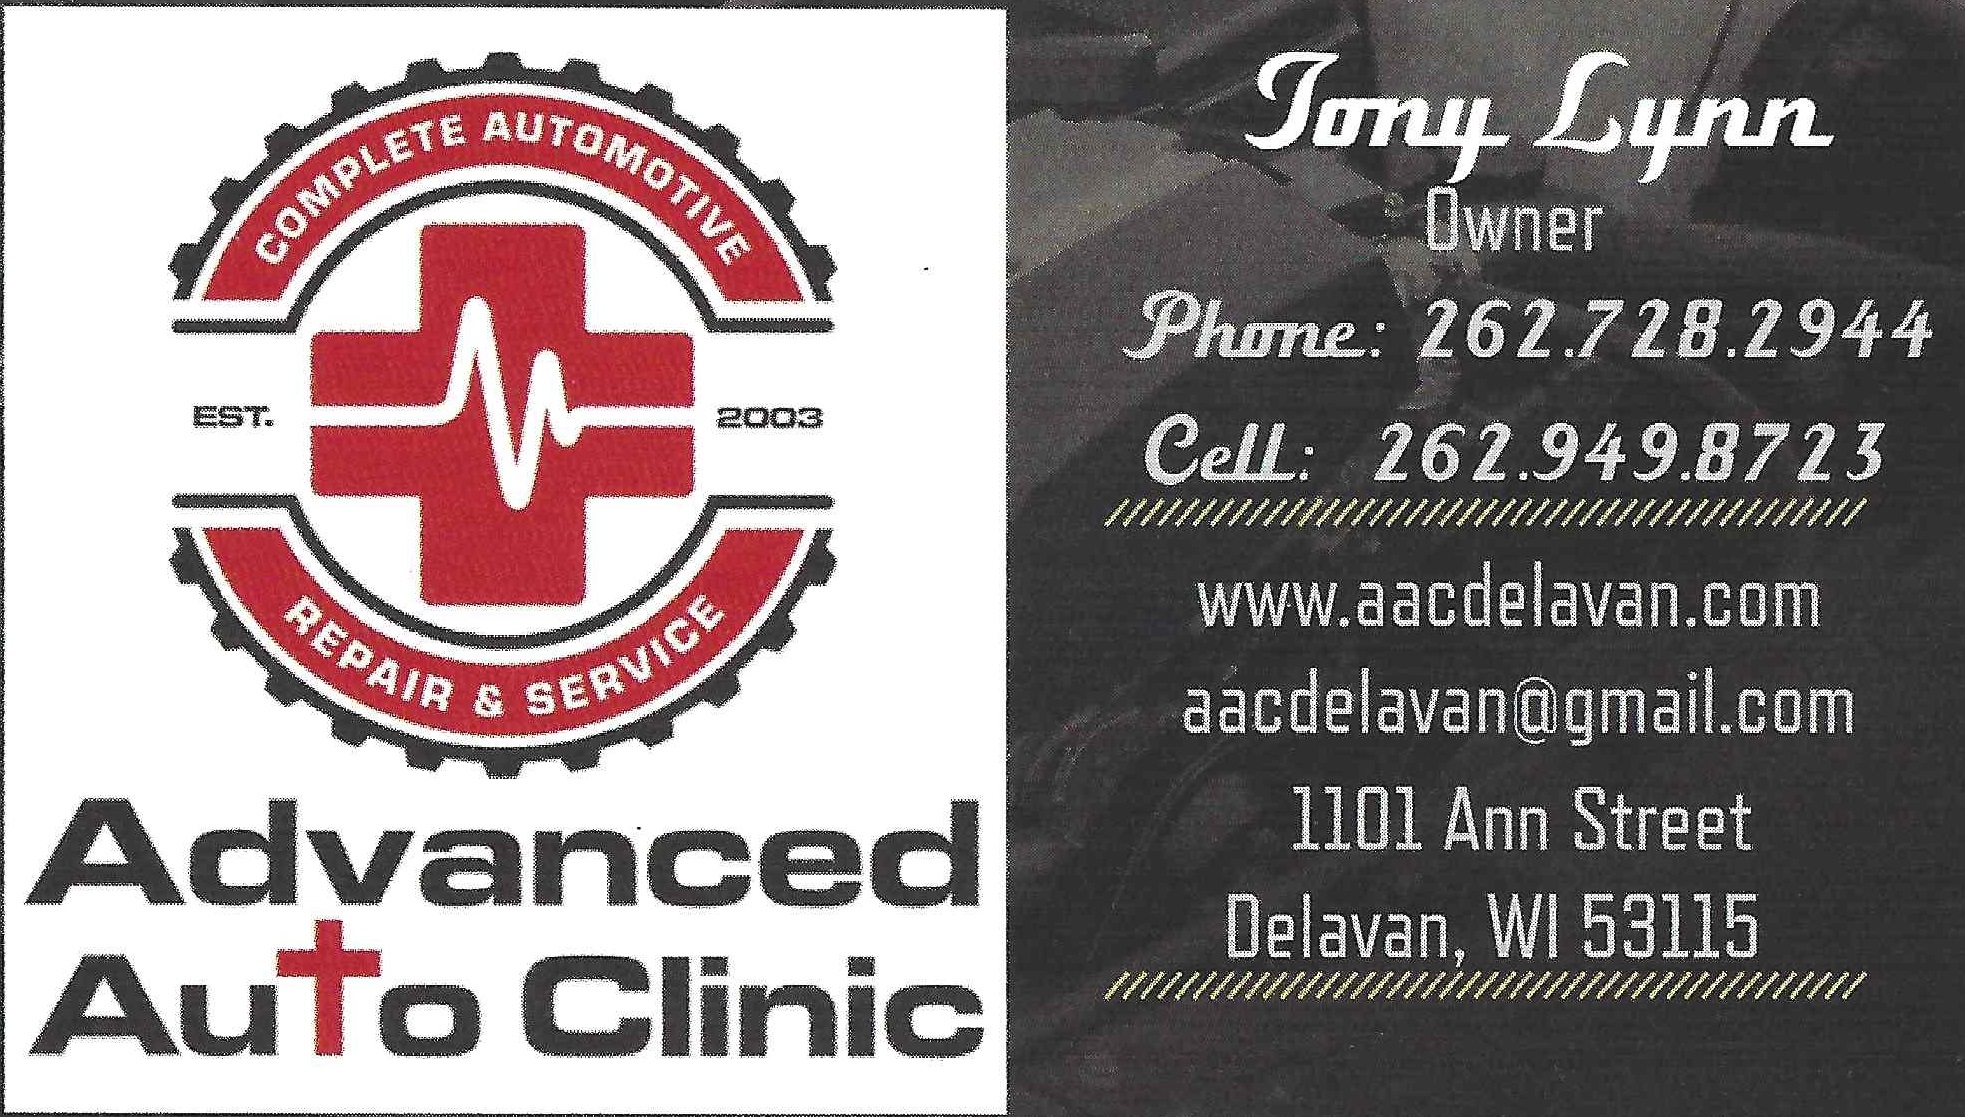 COMPLETE AUTOMOTIVE
EST. 2003
REPAIR & SERVICE
Advanced
Auto Clinic
Tony Lynn
Owner
Phone: 262.728.2944
Cell: 262.949.8723
www.aacdelavan.com
aacdelavan@gmail.com
1101 Ann Street
Delavan, WI 53115